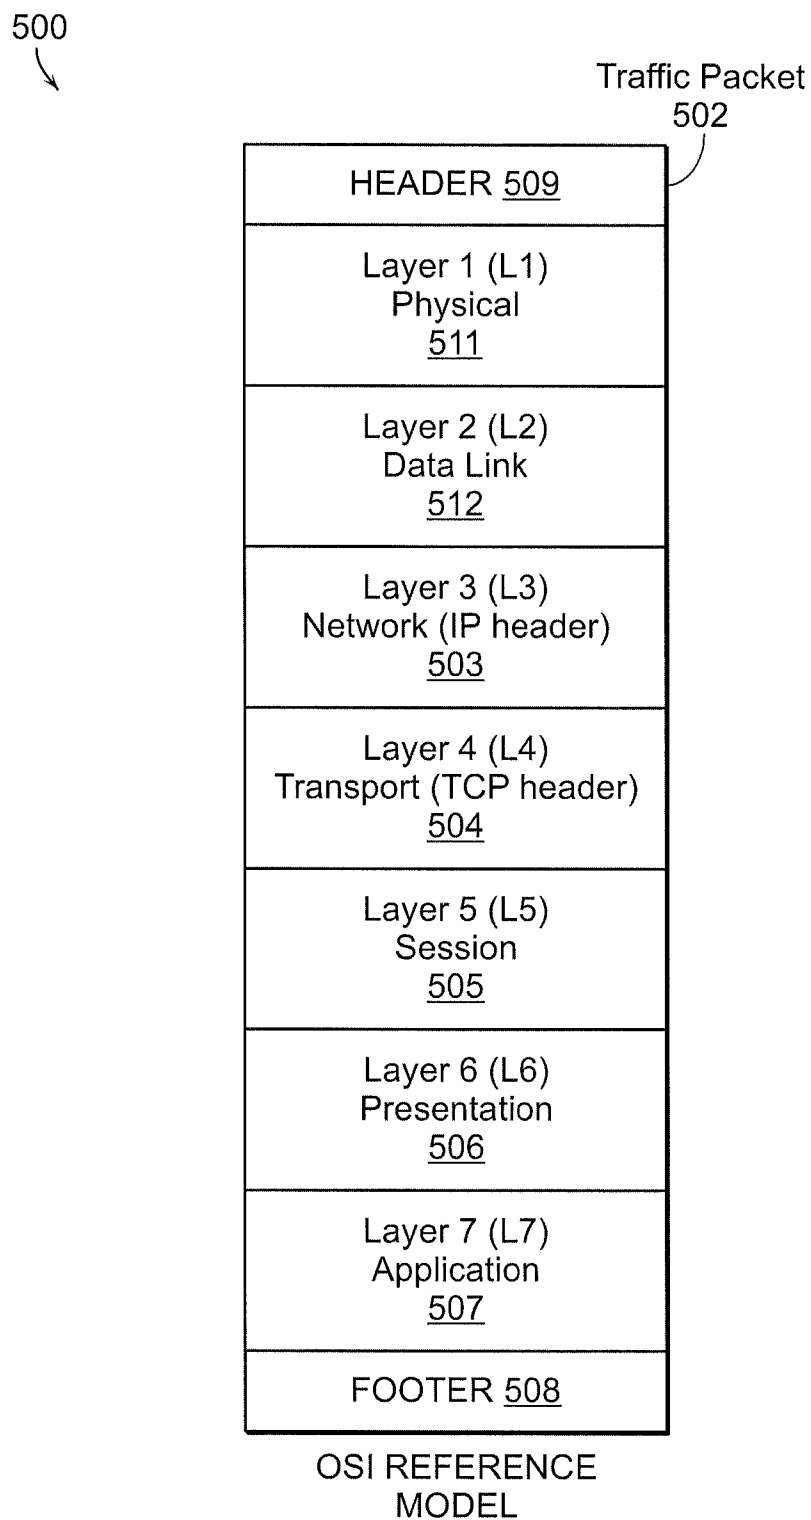 500
Traffic Packet
502
HEADER 509
Layer 1 (L1)
Physical
511
Layer 2 (L2)
Data Link
512
Layer 3 (L3)
Network (IP header)
503
Layer 4 (L4)
Transport (TCP header)
504
Layer 5 (L5)
Session
505
Layer 6 (L6)
Presentation
506
Layer 7 (L7)
Application
507
FOOTER 508
OSI REFERENCE
MODEL